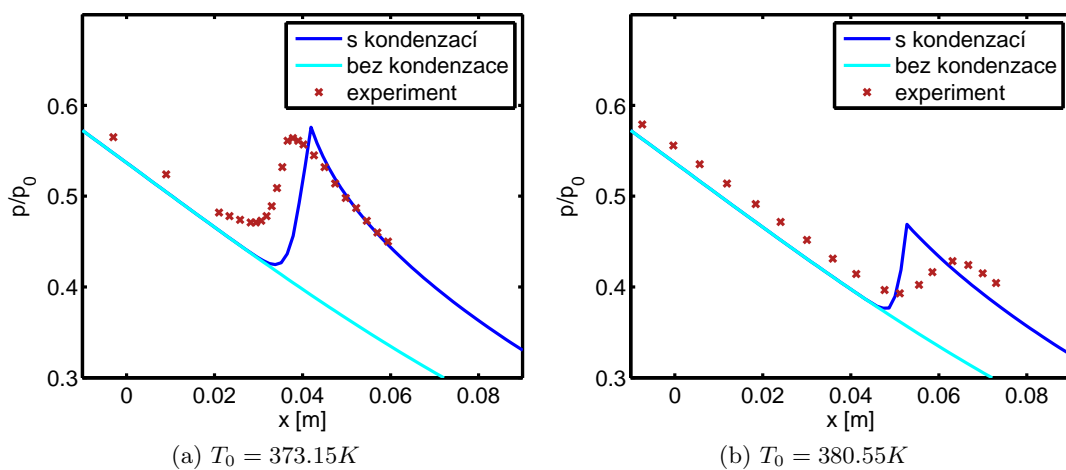 s kondenzací
bez kondenzace
experiment
0.6
0.5
0.4
0.3
p/p0
0 0.02 0.04 0.06 0.08
x [m]
(a) T0 = 373.15K
s kondenzací
bez kondenzace
experiment
0.6
0.5
0.4
0.3
p/p0
0 0.02 0.04 0.06 0.08
x [m]
(b) T0 = 380.55K